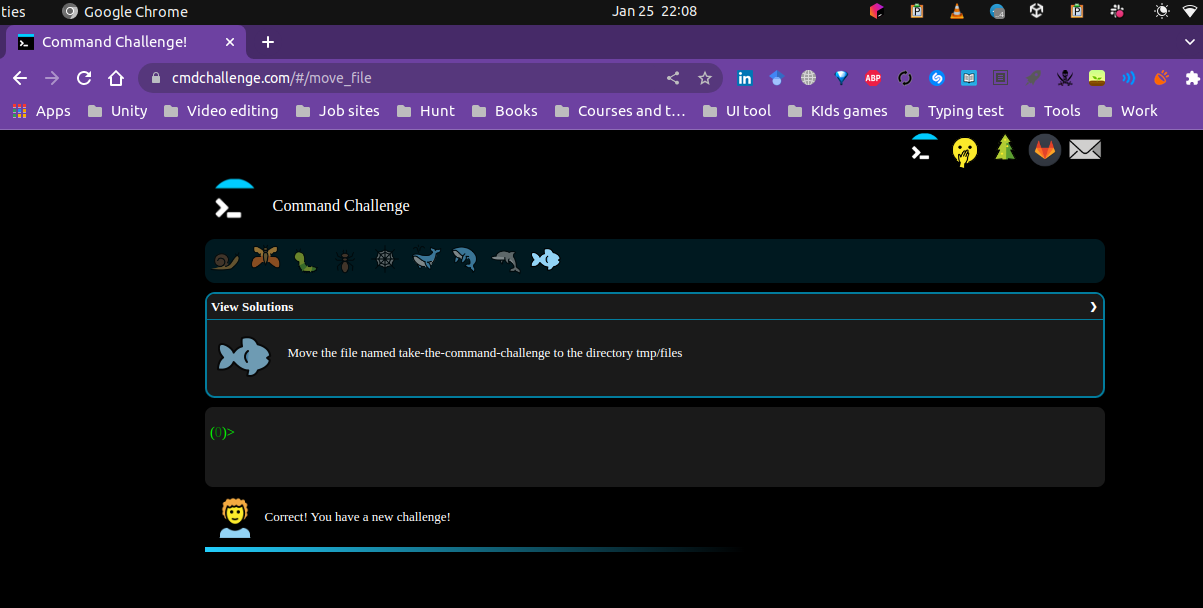 ties Google Chrome Jan 25 22:08
Command Challenge!
cmdchallenge.com/#/move_file
Apps Unity Video editing Job sites Hunt Books Courses and t… UI tool KIds games Typing test Tools Work
Command Challenge
View Solutions
Move the file named take-the-command-challenge to the directory tmp/files
(0)>
Correct! You have a new challenge!